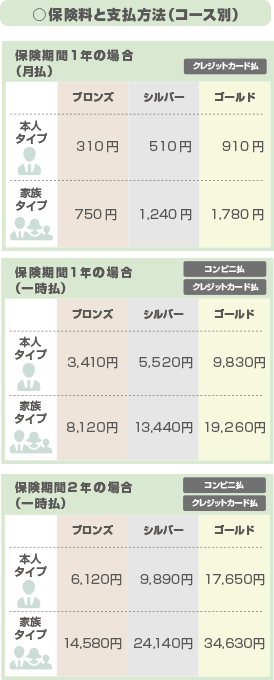 ○保険料と支払方法（コース別）
保険期間1年の場合
（月払）
クレジットカード払
ブロンズ シルバー ゴールド
本人
タイプ
310円 510円 910円
家族
タイプ
750円 1,240円 1,780円
保険期間1年の場合
（一時払）
コンビニ払
クレジットカード払
ブロンズ シルバー ゴールド
本人
タイプ
3,410円 5,520円 9,830円
家族
タイプ
8,120円 13,440円 19,260円
保険期間2年の場合
（一時払）
コンビニ払
クレジットカード払
ブロンズ シルバー ゴールド
本人
タイプ
6,120円 9,890円 17,650円
家族
タイプ
14,580円 24,140円 34,630円